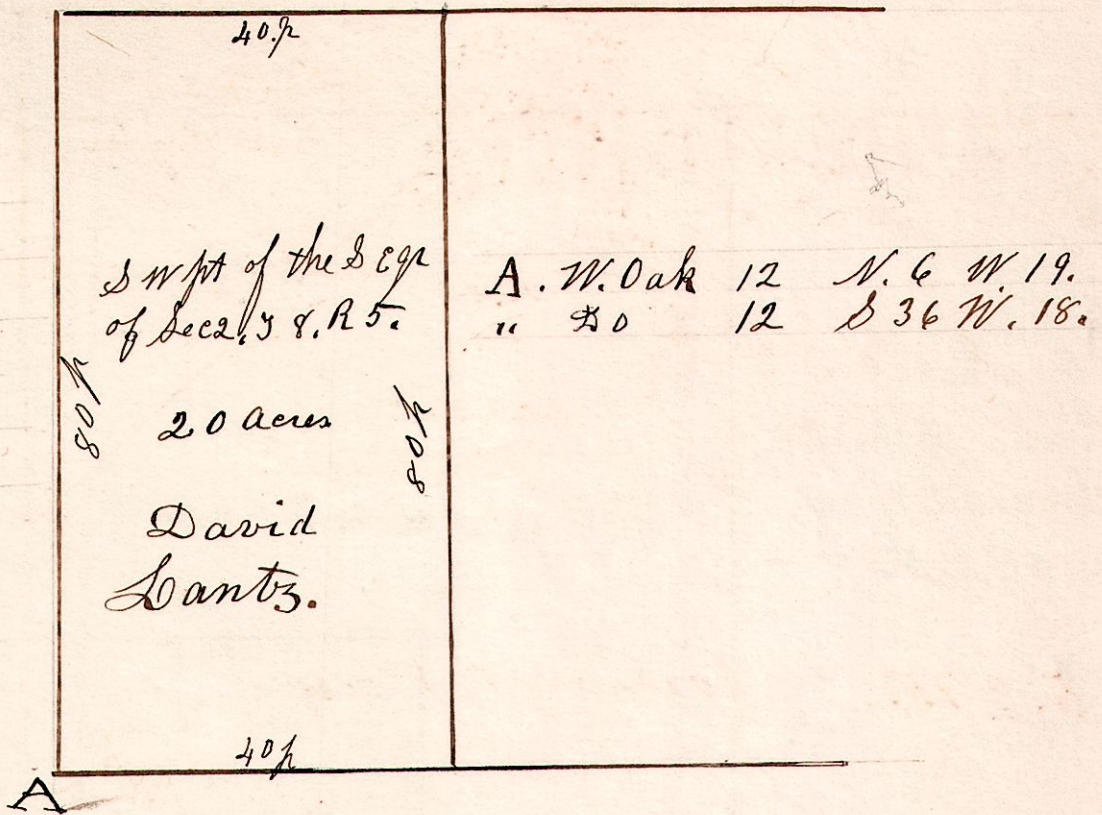 40.p
S W pt of the S E qr
of Sec 2. T 8. R 5.
80 p
80 p
20 acres
David
Lantz.
40 p
A
A. W. Oak 12 N. 6 W. 19.
" Do 12 S 36 W. 18.